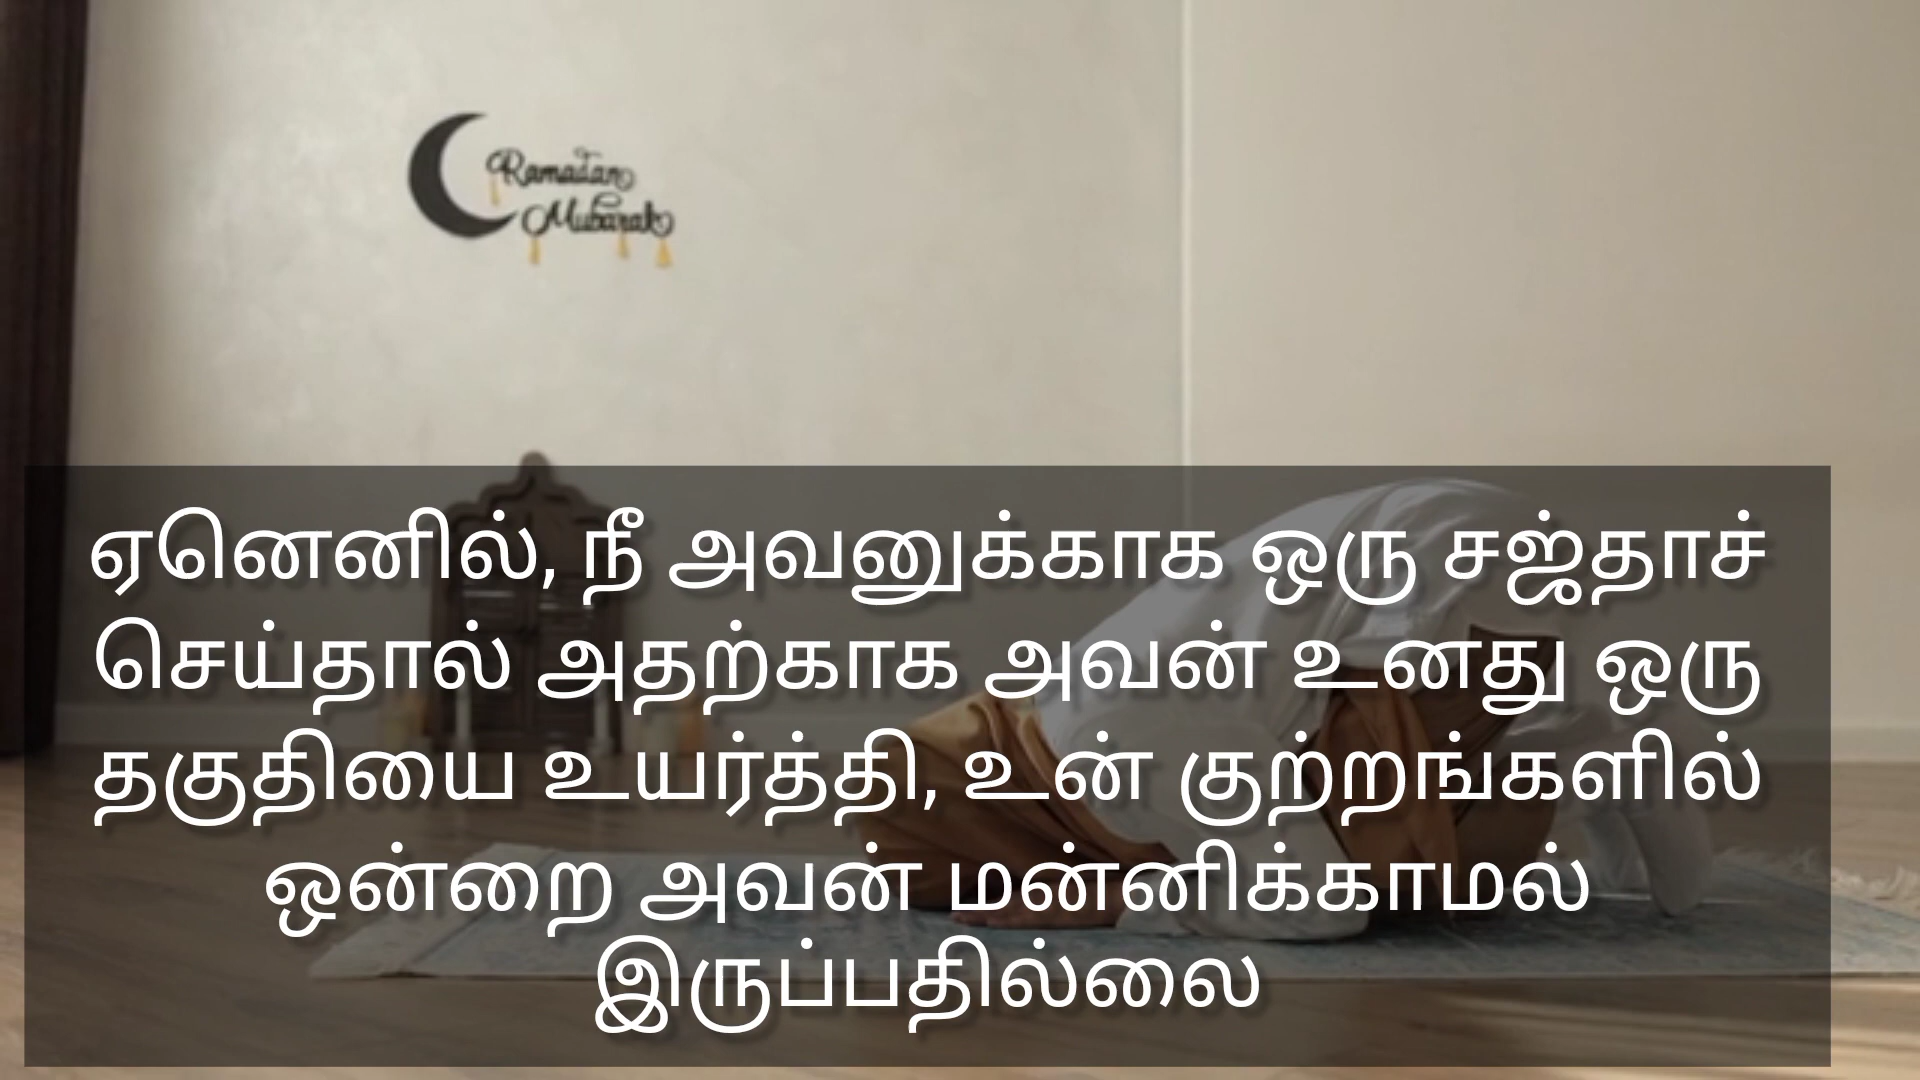 Ramadan
Mubarak
ஏனெனில், நீ அவனுக்காக ஒரு சஜ்தாச்
செய்தால் அதற்காக அவன் உனது ஒரு
தகுதியை உயர்த்தி, உன் குற்றங்களில்
ஒன்றை அவன் மன்னிக்காமல்
இருப்பதில்லை